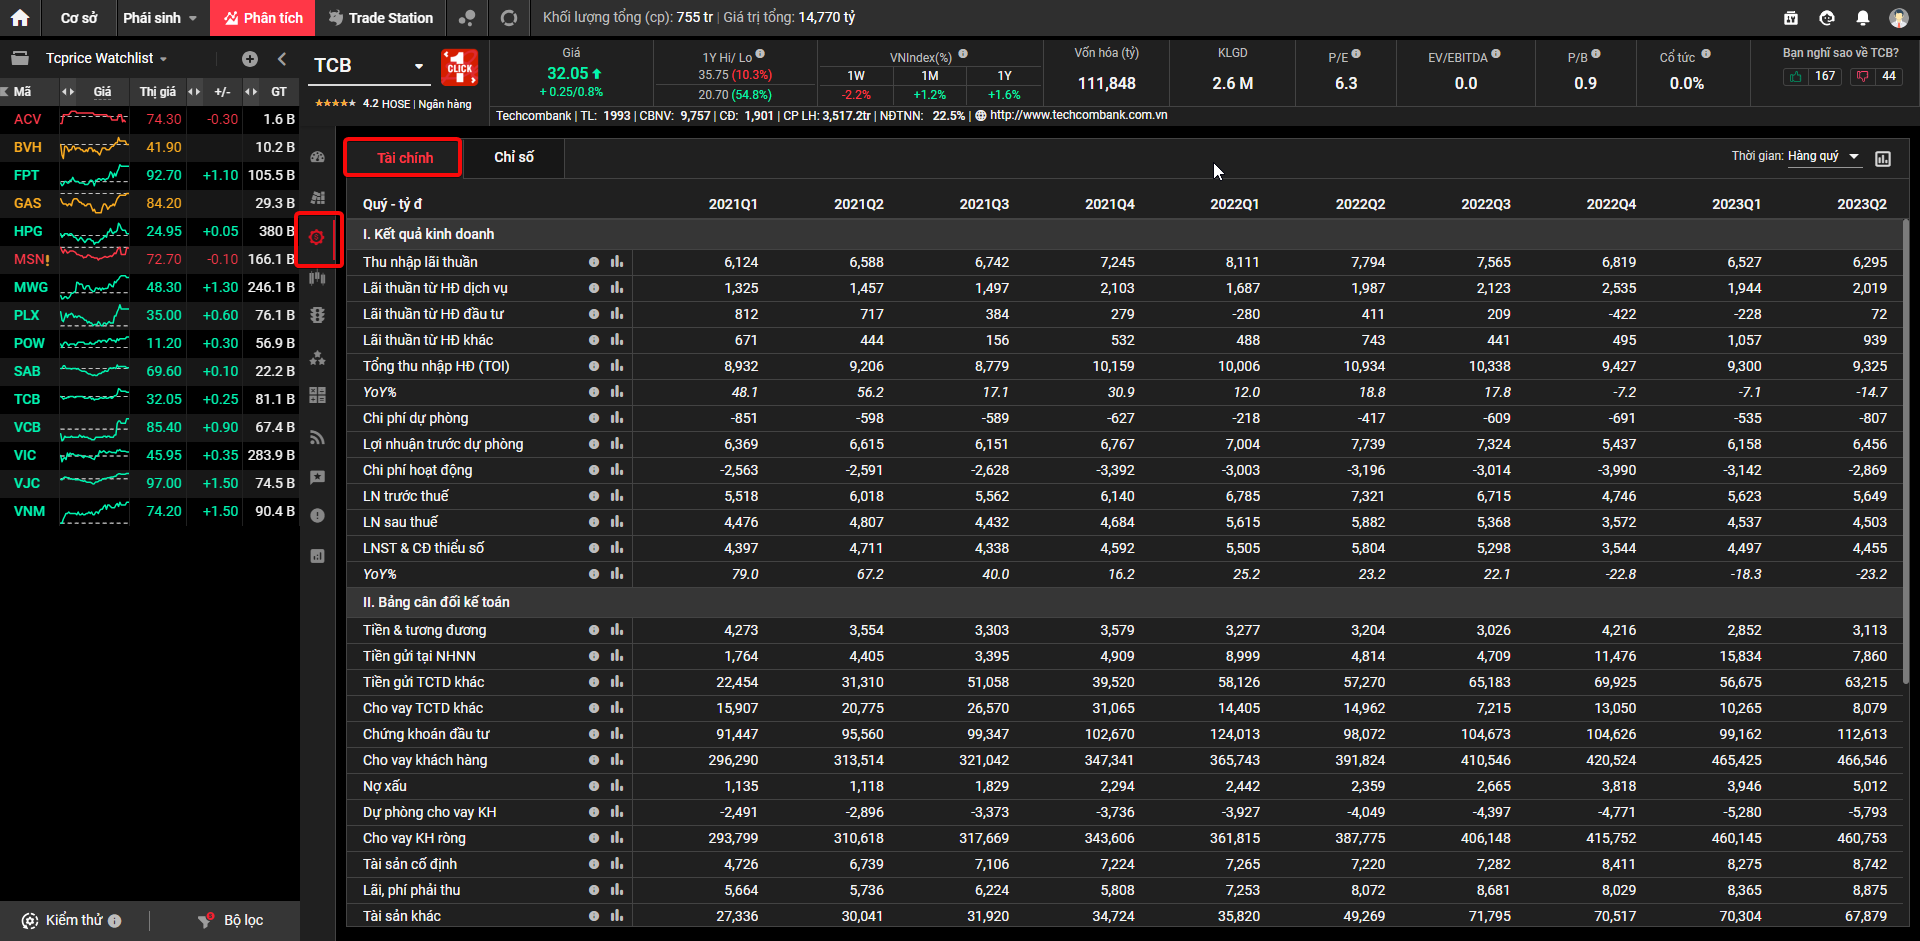 Cơ sở Phái sinh Phân tích Trade Station Khối lượng tổng (cp): 755 tr | Giá trị tổng: 14,770 tỷ
Tcprice Watchlist
Mã Giá Thị giá +/- GT
ACV 74.30 -0.30 1.6 B
BVH 41.90 10.2 B
FPT 92.70 +1.10 105.5 B
GAS 84.20 29.3 B
HPG 24.95 +0.05 380 B
MSN! 72.70 -0.10 166.1 B
MWG 48.30 +1.30 246.1 B
PLX 35.00 +0.60 76.1 B
POW 11.20 +0.30 56.9 B
SAB 69.60 +0.10 22.2 B
TCB 32.05 +0.25 81.1 B
VCB 85.40 +0.90 67.4 B
VIC 45.95 +0.35 283.9 B
VJC 97.00 +1.50 74.5 B
VNM 74.20 +1.50 90.4 B
Kiểm thử Bộ lọc
TCB
1 CLICK
4.2 HOSE | Ngân hàng
Giá
32.05
+ 0.25/0.8%
1Y Hi/ Lo
35.75 (10.3%)
20.70 (54.8%)
VNIndex(%)
1W 1M 1Y
-2.2% +1.2% +1.6%
Vốn hóa (tỷ)
111,848
KLGD
2.6 M
P/E
6.3
EV/EBITDA
0.0
P/B
0.9
Cổ tức
0.0%
Bạn nghĩ sao về TCB?
167 44
Techcombank | TL: 1993 | CBNV: 9,757 | CĐ: 1,901 | CP LH: 3,517.2tr | NĐTNN: 22.5% | http://www.techcombank.com.vn
Tài chính Chỉ số Thời gian: Hàng quý
Quý - tỷ đ 2021Q1 2021Q2 2021Q3 2021Q4 2022Q1 2022Q2 2022Q3 2022Q4 2023Q1 2023Q2
I. Kết quả kinh doanh
Thu nhập lãi thuần 6,124 6,588 6,742 7,245 8,111 7,794 7,565 6,819 6,527 6,295
Lãi thuần từ HĐ dịch vụ 1,325 1,457 1,497 2,103 1,687 1,987 2,123 2,535 1,944 2,019
Lãi thuần từ HĐ đầu tư 812 717 384 279 -280 411 209 -422 -228 72
Lãi thuần từ HĐ khác 671 444 156 532 488 743 441 495 1,057 939
Tổng thu nhập HĐ (TOI) 8,932 9,206 8,779 10,159 10,006 10,934 10,338 9,427 9,300 9,325
YoY% 48.1 56.2 17.1 30.9 12.0 18.8 17.8 -7.2 -7.1 -14.7
Chi phí dự phòng -851 -598 -589 -627 -218 -417 -609 -691 -535 -807
Lợi nhuận trước dự phòng 6,369 6,615 6,151 6,767 7,004 7,739 7,324 5,437 6,158 6,456
Chi phí hoạt động -2,563 -2,591 -2,628 -3,392 -3,003 -3,196 -3,014 -3,990 -3,142 -2,869
LN trước thuế 5,518 6,018 5,562 6,140 6,785 7,321 6,715 4,746 5,623 5,649
LN sau thuế 4,476 4,807 4,432 4,684 5,615 5,882 5,368 3,572 4,537 4,503
LNST & CĐ thiểu số 4,397 4,711 4,338 4,592 5,505 5,804 5,298 3,544 4,497 4,455
YoY% 79.0 67.2 40.0 16.2 25.2 23.2 22.1 -22.8 -18.3 -23.2
II. Bảng cân đối kế toán
Tiền & tương đương 4,273 3,554 3,303 3,579 3,277 3,204 3,026 4,216 2,852 3,113
Tiền gửi tại NHNN 1,764 4,405 3,395 4,909 8,999 4,814 4,709 11,476 15,834 7,860
Tiền gửi TCTD khác 22,454 31,310 51,058 39,520 58,126 57,270 65,183 69,925 56,675 63,215
Cho vay TCTD khác 15,907 20,775 26,570 31,065 14,405 14,962 7,215 13,050 10,265 8,079
Chứng khoán đầu tư 91,447 95,560 99,347 102,670 124,013 98,072 104,673 104,626 99,162 112,613
Cho vay khách hàng 296,290 313,514 321,042 347,341 365,743 391,824 410,546 420,524 465,425 466,546
Nợ xấu 1,135 1,118 1,829 2,294 2,442 2,359 2,665 3,818 3,946 5,012
Dự phòng cho vay KH -2,491 -2,896 -3,373 -3,736 -3,927 -4,049 -4,397 -4,771 -5,280 -5,793
Cho vay KH ròng 293,799 310,618 317,669 343,606 361,815 387,775 406,148 415,752 460,145 460,753
Tài sản cố định 4,726 6,739 7,106 7,224 7,265 7,220 7,282 8,411 8,275 8,742
Lãi, phí phải thu 5,664 5,736 6,224 5,808 7,253 8,072 8,681 8,029 8,365 8,875
Tài sản khác 27,336 30,041 31,920 34,724 35,820 49,269 71,795 70,517 70,304 67,879